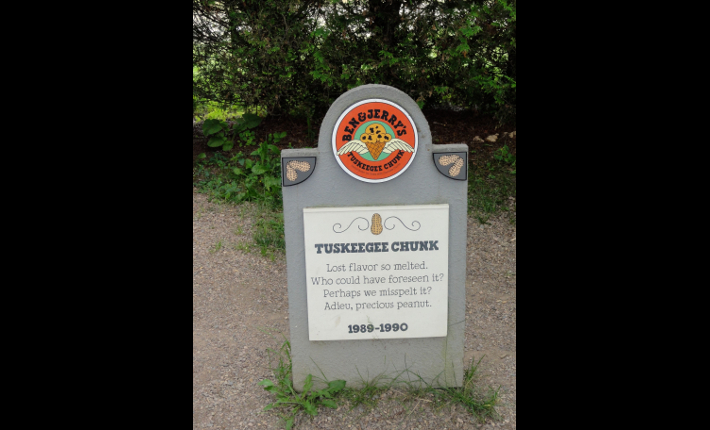 BEN & JERRY'S
TUSKEEGEE CHUNK
TUSKEEGEE CHUNK
Lost flavor so melted.
Who could have foreseen it?
Perhaps we misspelt it?
Adieu, precious peanut.
1989-1990